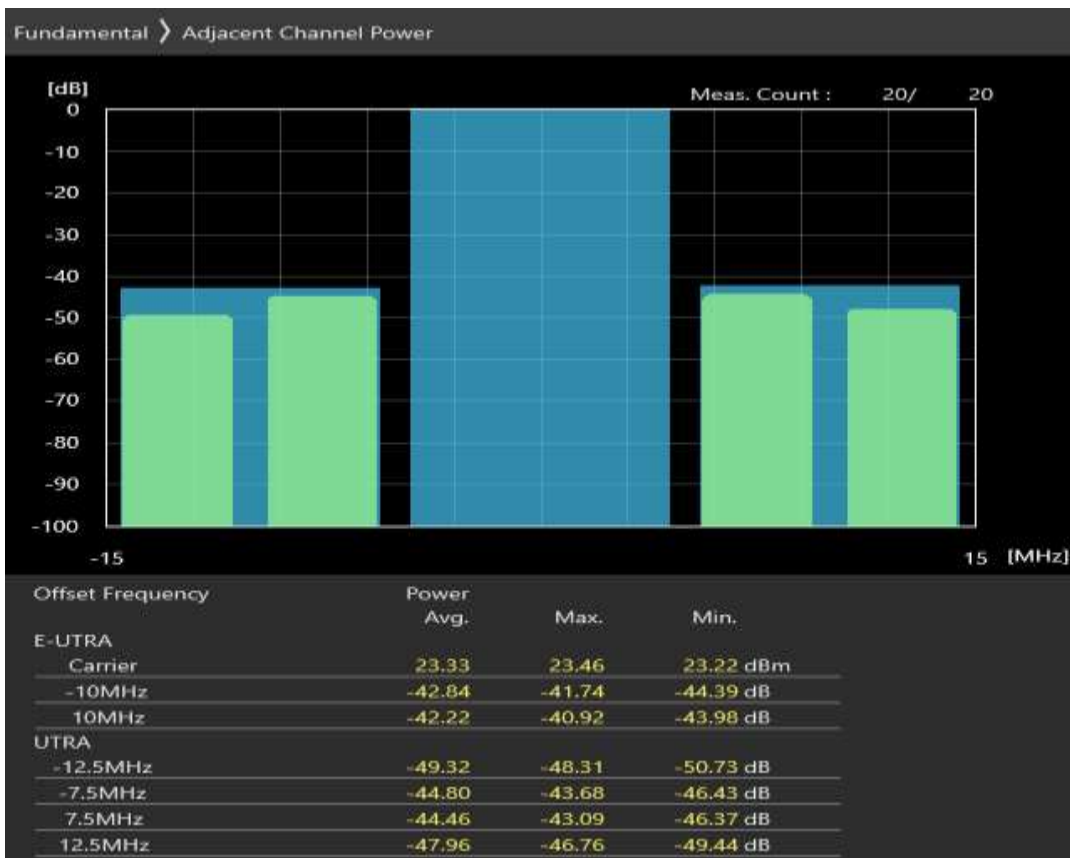 Fundamental ❯ Adjacent Channel Power
[dB]
Meas. Count : 20/ 20
0
-10
-20
-30
-40
-50
-60
-70
-80
-90
-100
-15 15 [MHz]
Offset Frequency Power
Avg. Max. Min.
E-UTRA
Carrier 23.33 23.46 23.22 dBm
-10MHz -42.84 -41.74 -44.39 dB
10MHz -42.22 -40.92 -43.98 dB
UTRA
-12.5MHz -49.32 -48.31 -50.73 dB
-7.5MHz -44.80 -43.68 -46.43 dB
7.5MHz -44.46 -43.09 -46.37 dB
12.5MHz -47.96 -46.76 -49.44 dB